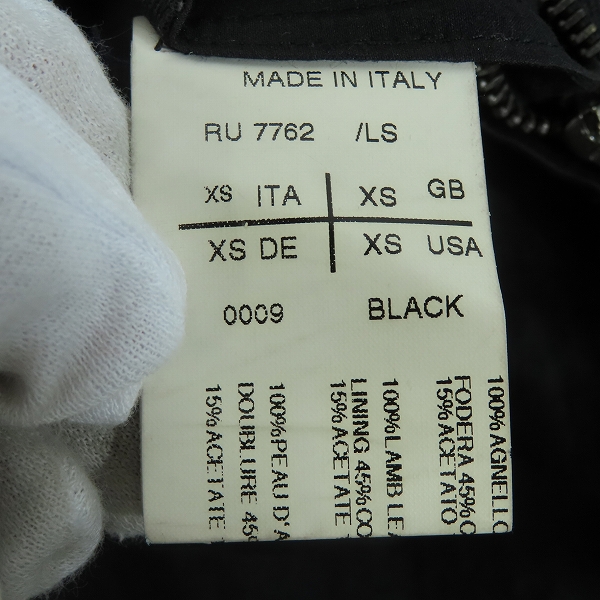 MADE IN ITALY
RU 7762 /LS
XS ITA XS GB
XS DE XS USA
0009 BLACK
100%AGNELLO
FODERA 45%C
15%ACETATO
100%LAMB LEA
LINING 45%CO
15%ACETATE
100%PEAU D'A
DOUBLURE 45%
15%ACETATE